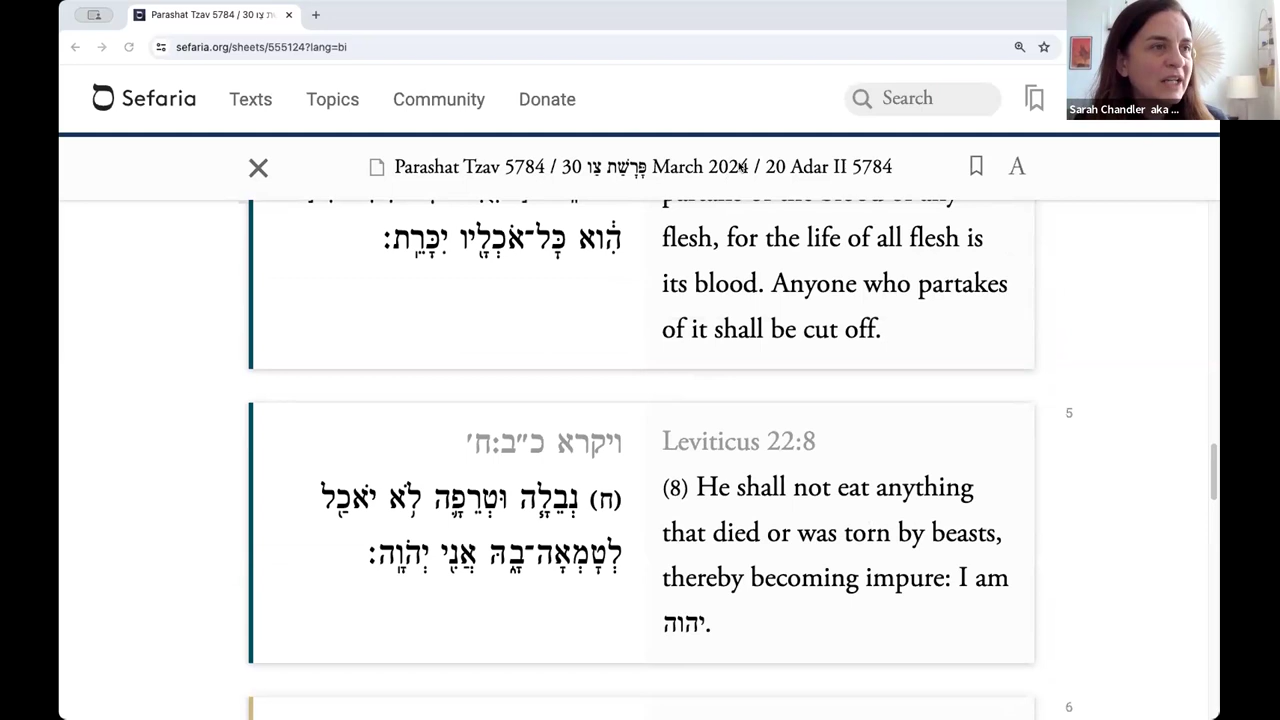 Parashat Tzav 5784 / פָּרָשַׁת צַו 30
sefaria.org/sheets/555124?lang=bi
Sefaria
Texts
Topics
Community
Donate
Search
Sarah Chandler aka ...
Parashat Tzav 5784 / פָּרָשַׁת צַו 30 March 2024 / 20 Adar II 5784
A
flesh, for the life of all flesh is
its blood. Anyone who partakes
of it shall be cut off.
הִ֔וא כׇּל־אֹכְלָ֖יו יִכָּרֵֽת׃
5
ויקרא כ״ב:ח׳
(ח) נְבֵלָ֧ה וּטְרֵפָ֛ה לֹ֥א יֹאכַ֖ל
לְטׇמְאָה־בָ֑הּ אֲנִ֖י יְהֹוָֽה׃
Leviticus 22:8
(8) He shall not eat anything
that died or was torn by beasts,
thereby becoming impure: I am
יהוה.
6